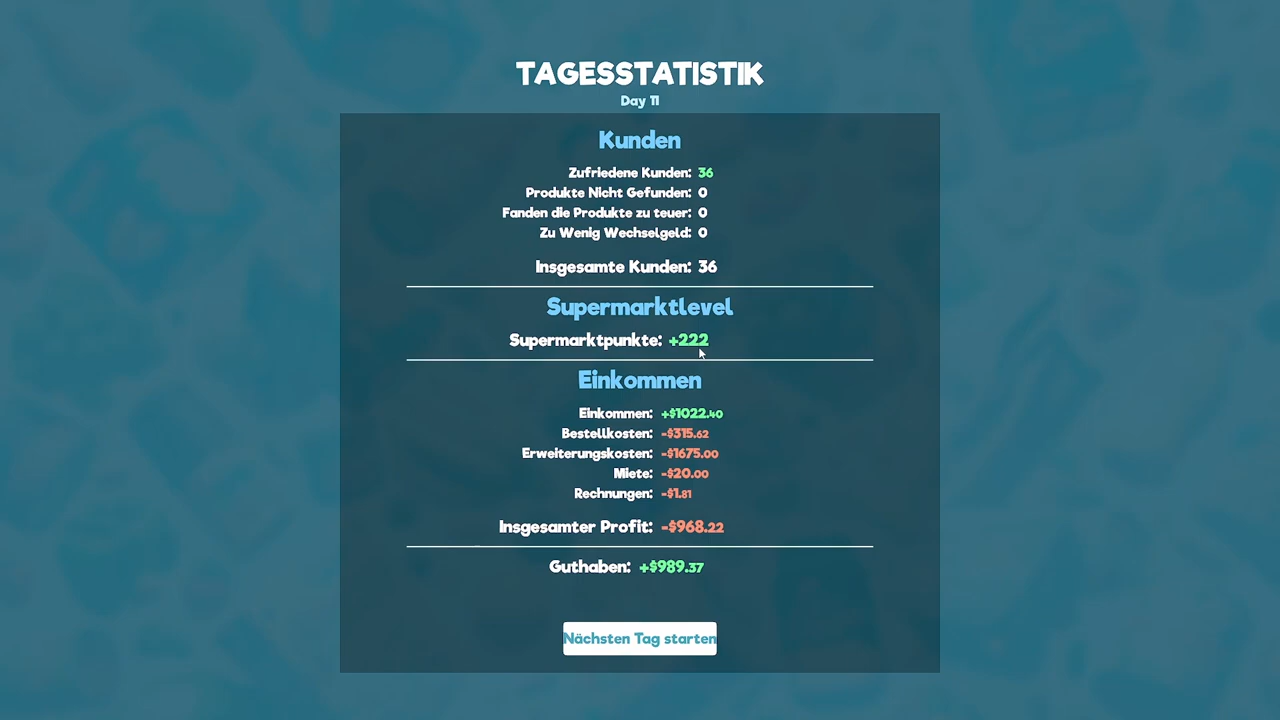 TAGESSTATISTIK
Day 11
Kunden
Zufriedene Kunden: 36
Produkte Nicht Gefunden: 0
Fanden die Produkte zu teuer: 0
Zu Wenig Wechselgeld: 0
Insgesamte Kunden: 36
Supermarktlevel
Supermarktpunkte: +222
Einkommen
Einkommen: +$1022.40
Bestellkosten: -$315.62
Erweiterungskosten: -$1675.00
Miete: -$20.00
Rechnungen: -$1.81
Insgesamter Profit: -$968.22
Guthaben: +$989.37
Nächsten Tag starten